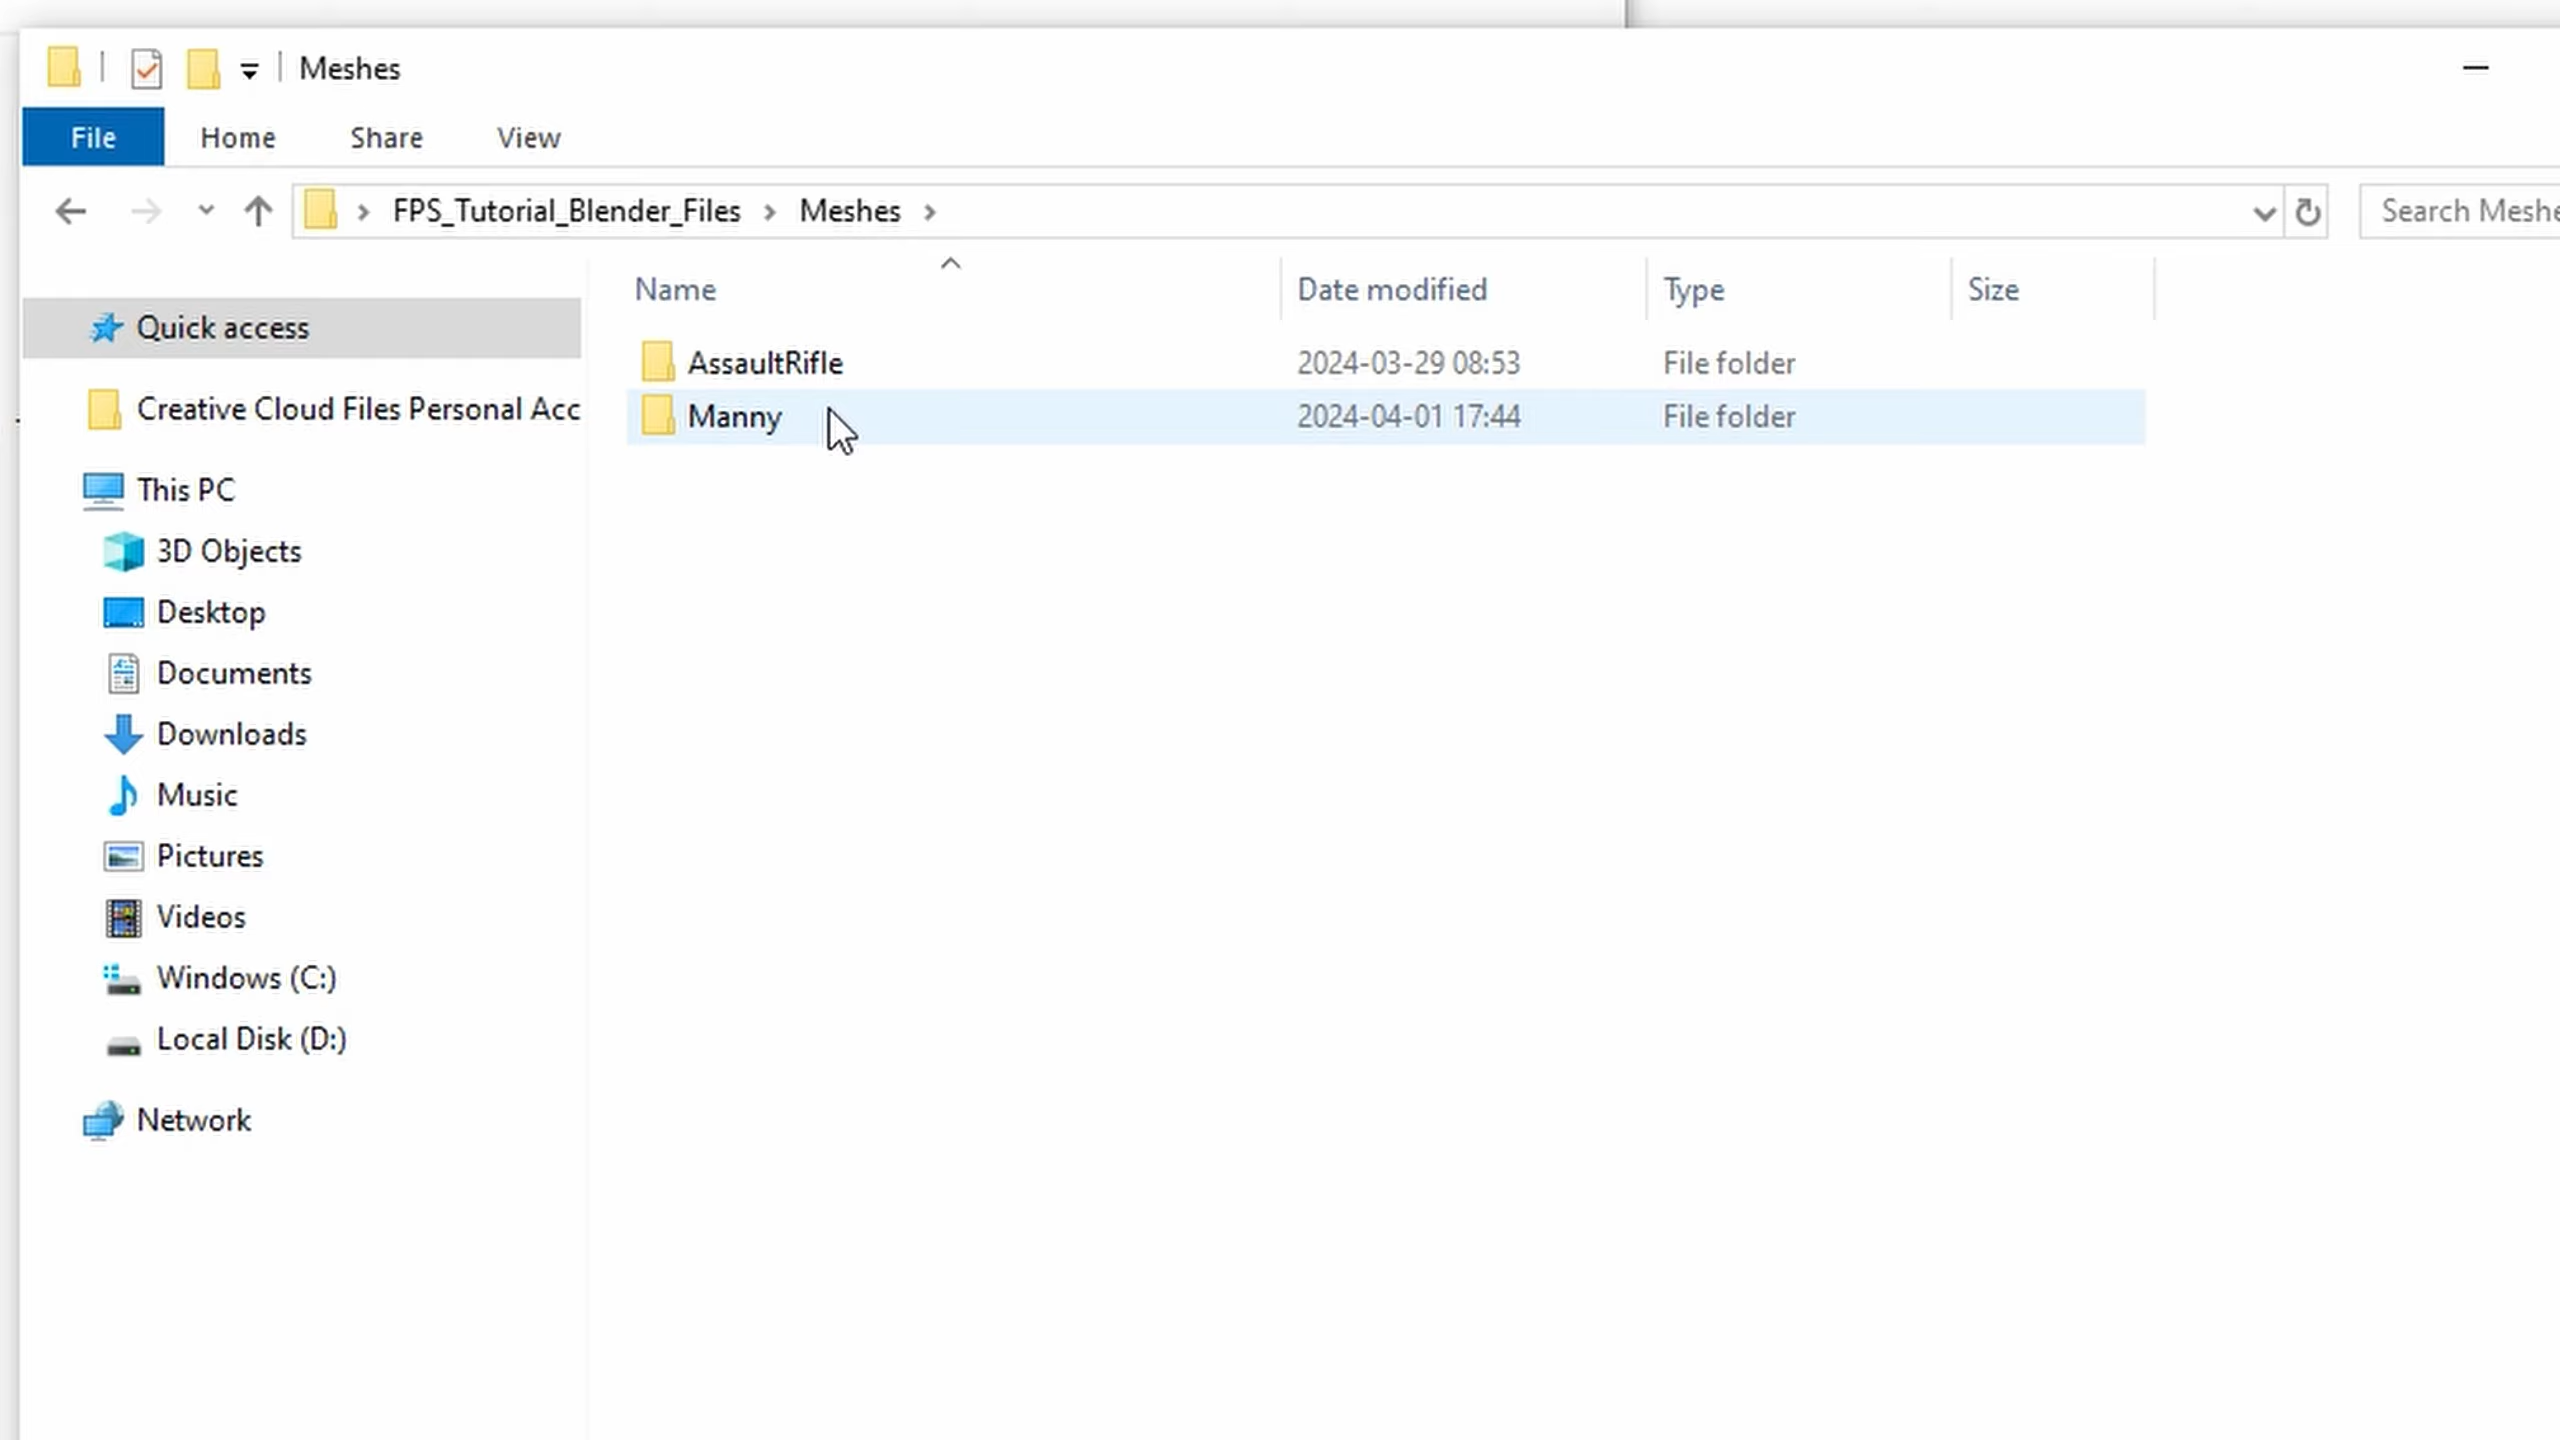 Meshes
File Home Share View
FPS_Tutorial_Blender_Files Meshes
Search Meshe
Name Date modified Type Size
AssaultRifle 2024-03-29 08:53 File folder
Manny 2024-04-01 17:44 File folder
Quick access
Creative Cloud Files Personal Acc
This PC
3D Objects
Desktop
Documents
Downloads
Music
Pictures
Videos
Windows (C:)
Local Disk (D:)
Network